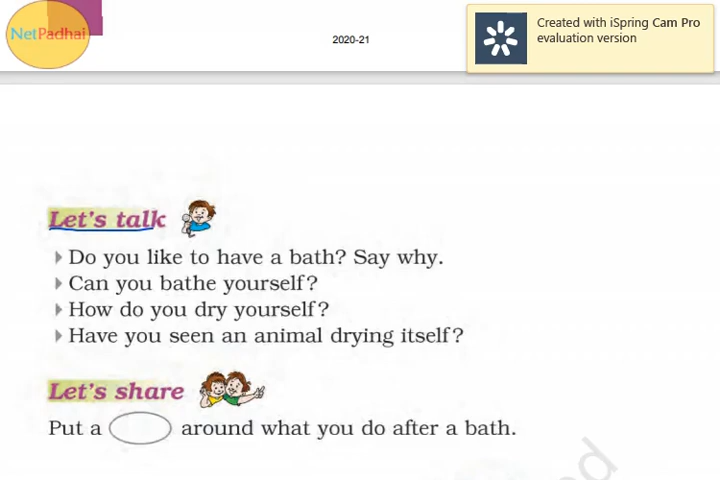 NetPadhai
2020-21
Created with iSpring Cam Pro
evaluation version
Let's talk
Do you like to have a bath? Say why.
Can you bathe yourself?
How do you dry yourself?
Have you seen an animal drying itself?
Let's share
Put a around what you do after a bath.